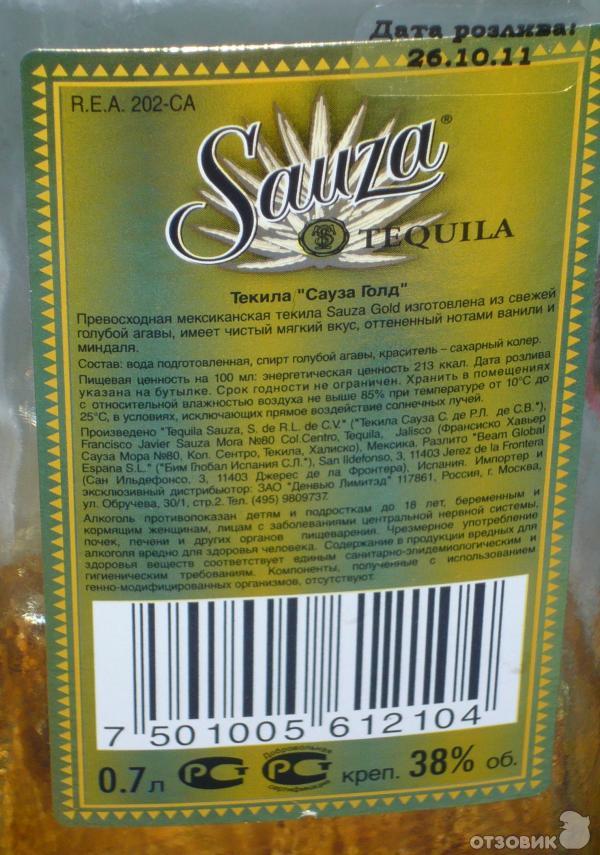 Дата розлива:
26.10.11
R.E.A. 202-CA
Sauza®
TS
TEQUILA
Текила "Сауза Голд"
Превосходная мексиканская текила Sauza Gold изготовлена из свежей
голубой агавы, имеет чистый мягкий вкус, оттененный нотами ванили и
миндаля.
Состав: вода подготовленная, спирт голубой агавы, краситель – сахарный колер.
Пищевая ценность на 100 мл: энергетическая ценность 213 ккал. Дата розлива
указана на бутылке. Срок годности не ограничен. Хранить в помещениях
с относительной влажностью воздуха не выше 85% при температуре от 10°С до
25°С, в условиях, исключающих прямое воздействие солнечных лучей.
Произведено "Tequila Sauza, S. de R.L. de C.V." ("Текила Сауза С. де Р.Л. де С.В."),
Francisco Javier Sauza Mora №80 Col.Centro, Tequila, Jalisco (Франсиско Хавьер
Сауза Мора №80, Кол. Сентро, Текила, Халиско), Мексика. Разлито "Beam Global
Espana S.L." ("Бим Глобал Испания С.Л."), San Ildefonso, 3, 11403 Jerez de la Frontera
(Сан Ильдефонсо, 3, 11403 Джерес де ла Фронтера), Испания. Импортер и
эксклюзивный дистрибьютор: ЗАО "Денвью Лимитэд" 117861, Россия, г. Москва,
ул. Обручева, 30/1, стр.2. Тел. (495) 9809737.
Алкоголь противопоказан детям и подросткам до 18 лет, беременным и
кормящим женщинам, лицам с заболеваниями центральной нервной системы,
почек, печени и других органов пищеварения. Чрезмерное употребление
алкоголя вредно для здоровья человека. Содержание в продукции вредных для
здоровья веществ соответствует единым санитарно-эпидемиологическим и
гигиеническим требованиям. Компоненты, полученные с использованием
генно-модифицированных организмов, отсутствуют.
7 501005 612104
0.7л РСТ Добровольная РСТ сертификация креп. 38% об.
ОТЗОВИК